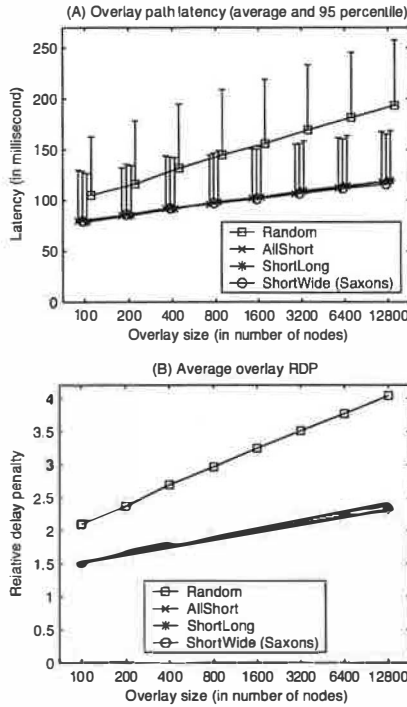 (A) Overlay path latency (average and 95 percentile)
250
200
150
100
50
0
Latency (in millisecond)
Random
AllShort
ShortLong
ShortWide (Saxons)
100 200 400 800 1600 3200 6400 12800
Overlay size (in number of nodes)
(B) Average overlay RDP
4
3.5
3
2.5
2
1.5
1
0.5
0
Relative delay penalty
Random
AllShort
ShortLong
ShortWide (Saxons)
100 200 400 800 1600 3200 6400 12800
Overlay size (in number of nodes)